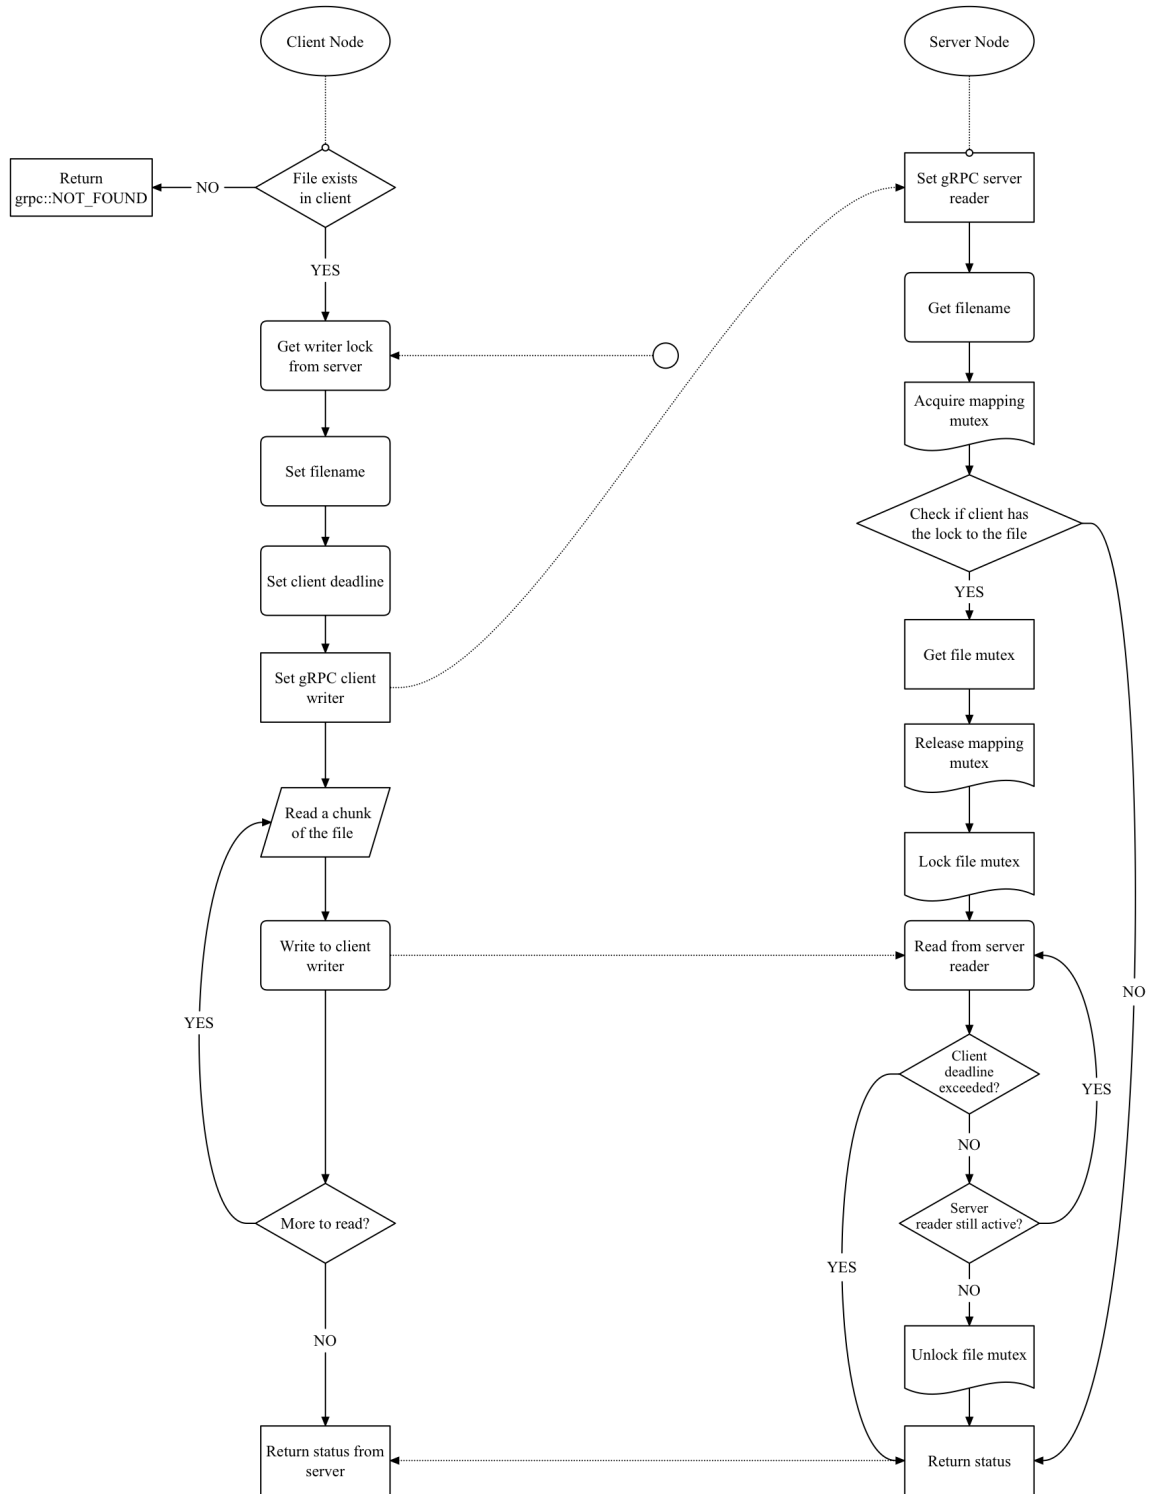 Client Node
Server Node
File exists
in client
NO
Return
grpc::NOT_FOUND
YES
Get writer lock
from server
Set filename
Set client deadline
Set gRPC client
writer
Read a chunk
of the file
Write to client
writer
YES
More to read?
NO
Return status from
server
Set gRPC server
reader
Get filename
Acquire mapping
mutex
Check if client has
the lock to the file
YES
Get file mutex
Release mapping
mutex
Lock file mutex
Read from server
reader
NO
Client
deadline
exceeded?
YES
NO
Server
reader still active?
YES
NO
Unlock file mutex
Return status